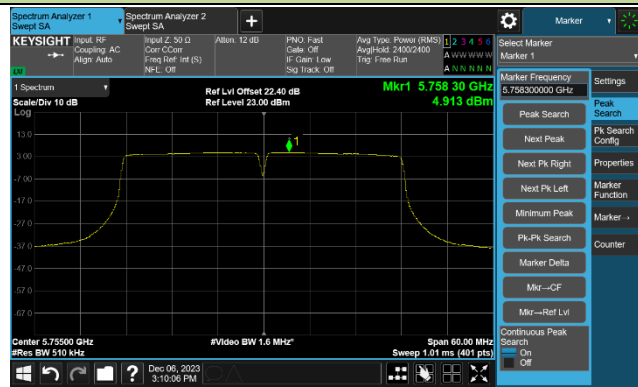 Spectrum Analyzer 1
Swept SA
Spectrum Analyzer 2
Swept SA
+
Marker
KEYSIGHT
Input: RF
Coupling: AC
Align: Auto
Input Z: 50 Ω
Corr CCorr
Freq Ref: Int (S)
NFE: Off
Atten: 12 dB
PNO: Fast
Gate: Off
IF Gain: Low
Sig Track: Off
Avg Type: Power (RMS)
Avg|Hold: 2400/2400
Trig: Free Run
1 2 3 4 5 6
A W W W W W
A N N N N N
LXI
Select Marker
Marker 1
1 Spectrum
Scale/Div 10 dB
Log
Ref Lvl Offset 22.40 dB
Ref Level 23.00 dBm
Mkr1 5.758 30 GHz
4.913 dBm
13.0
3.00
-7.00
-17.0
-27.0
-37.0
-47.0
-57.0
-67.0
1
Center 5.75500 GHz
#Res BW 510 kHz
#Video BW 1.6 MHz*
Span 60.00 MHz
Sweep 1.01 ms (401 pts)
Marker Frequency
5.758300000 GHz
Peak Search
Next Peak
Next Pk Right
Next Pk Left
Minimum Peak
Pk-Pk Search
Marker Delta
Mkr→CF
Mkr→Ref Lvl
Continuous Peak
Search
On
Off
Settings
Peak
Search
Pk Search
Config
Properties
Marker
Function
Marker→
Counter
?
Dec 06, 2023
3:10:06 PM